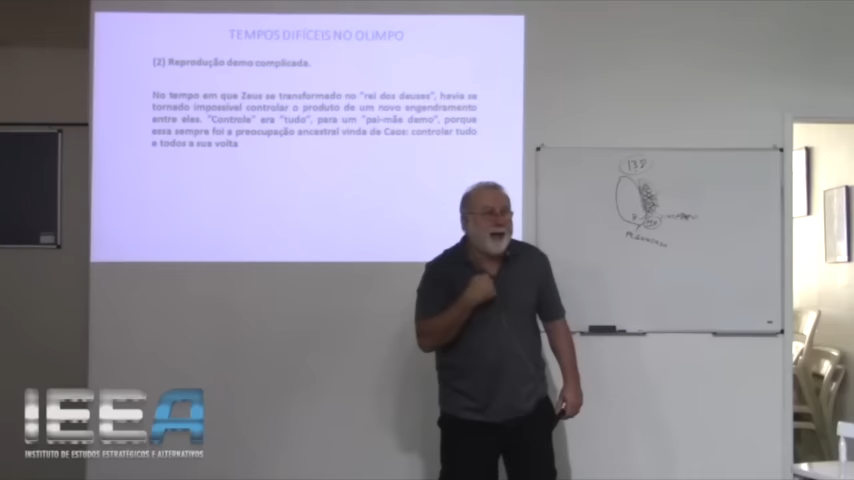 TEMPOS DIFÍCEIS NO OLIMPO
(2) Reprodução demo complicada.
No tempo em que Zeus se transformado no "rei dos deuses", havia se
tornado impossível controlar o produto de um novo engendramento
entre eles. "Controle" era "tudo", para um "pai-mãe demo", porque
essa sempre foi a preocupação ancestral vinda de Caos: controlar tudo
e todos a sua volta
IEEA
INSTITUTO DE ESTUDOS ESTRATÉGICOS E ALTERNATIVOS